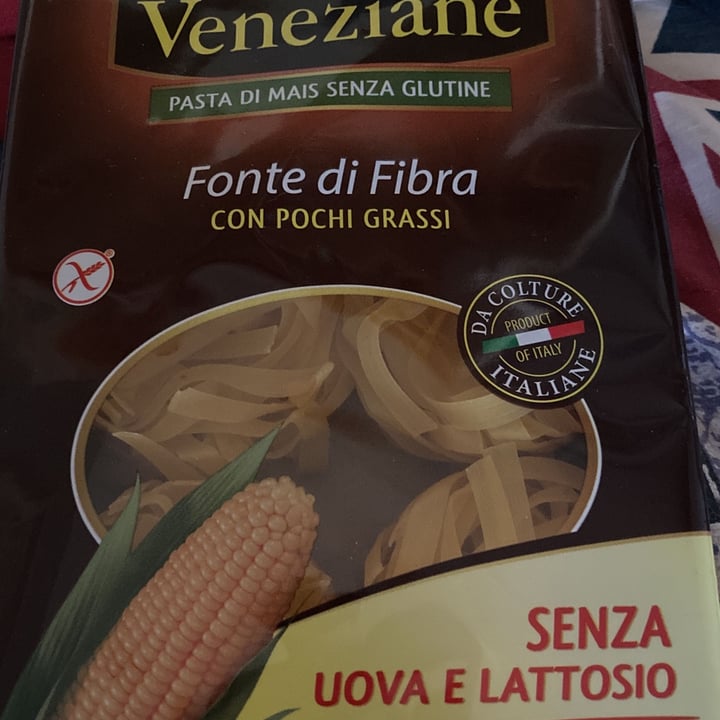 Veneziane
PASTA DI MAIS SENZA GLUTINE
Fonte di Fibra
CON POCHI GRASSI
DA COLTURE
PRODUCT
OF ITALY
ITALIANE
SENZA
UOVA E LATTOSIO